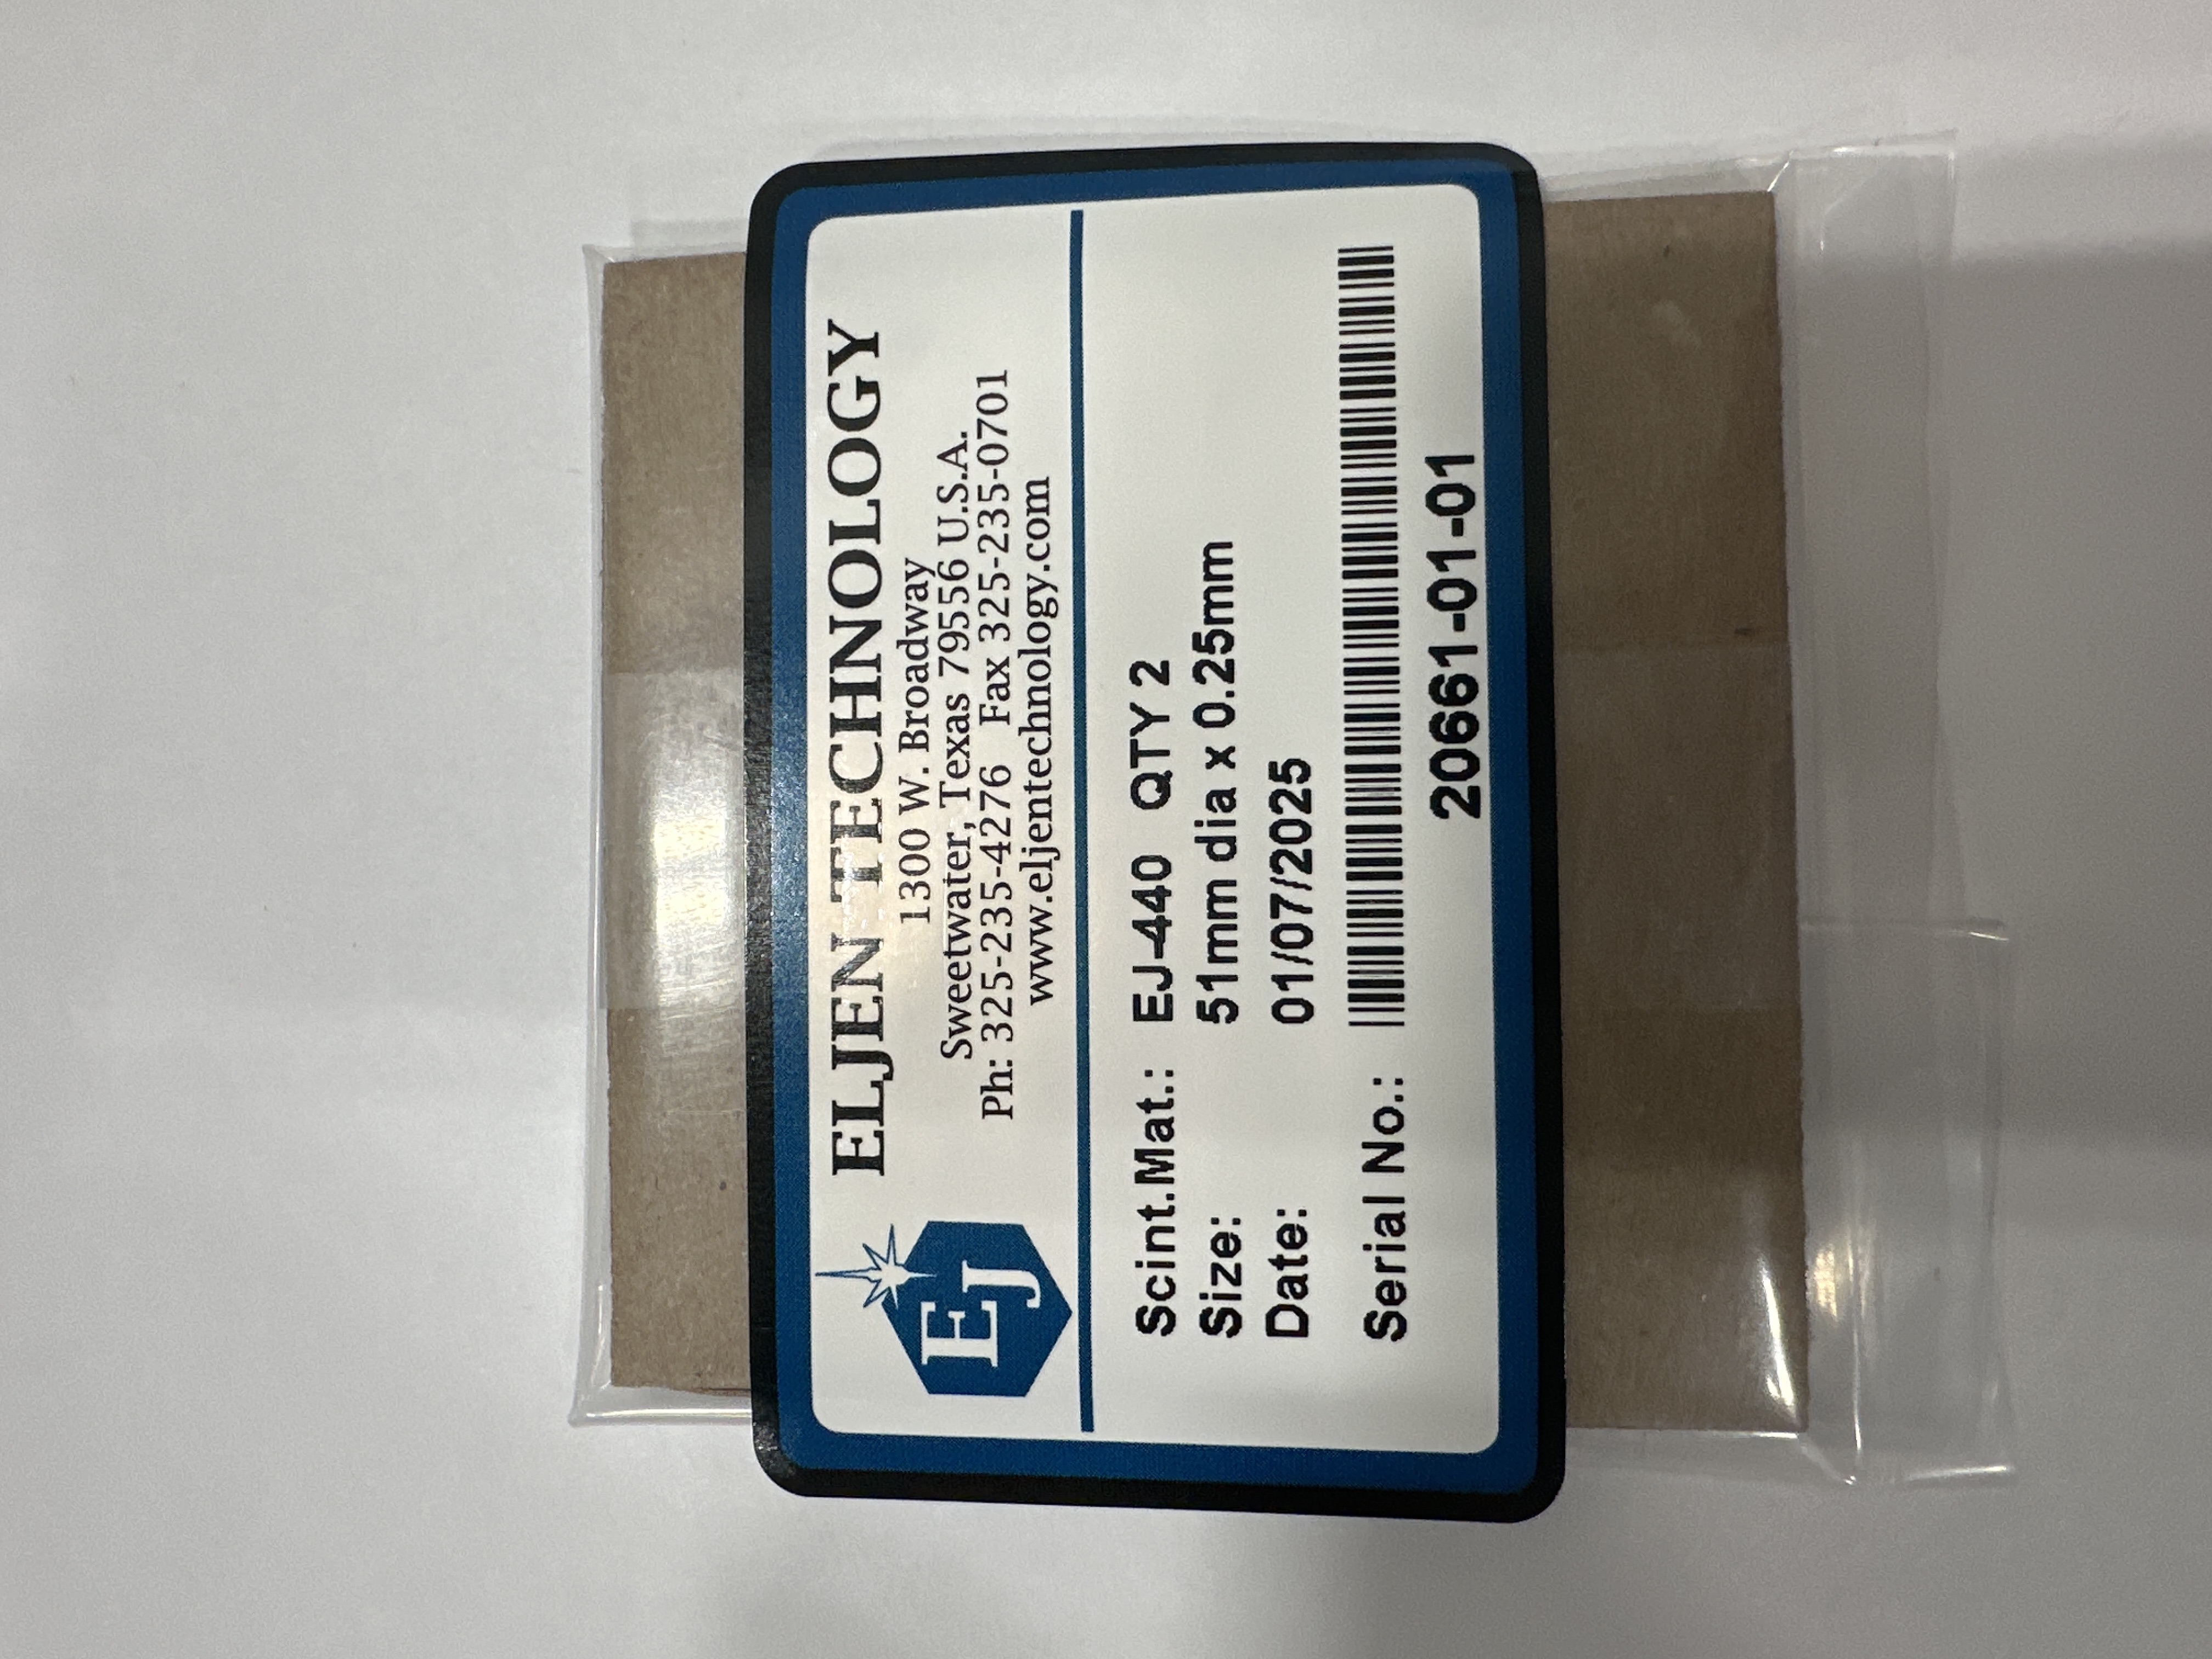 EJ
ELJEN TECHNOLOGY
1300 W. Broadway
Sweetwater, Texas 79556 U.S.A.
Ph: 325-235-4276 Fax 325-235-0701
www.eljentechnology.com
Scint.Mat.: EJ-440 QTY 2
Size: 51mm dia x 0.25mm
Date: 01/07/2025
Serial No.:
20661-01-01